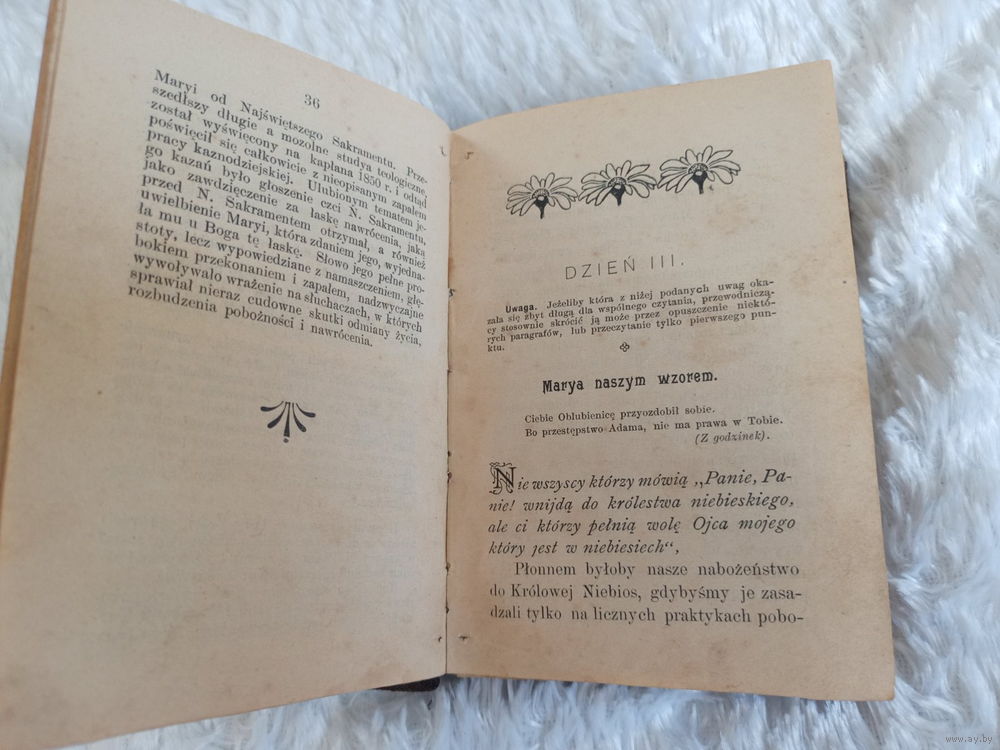 36
Maryi od Najświętszego Sakramentu. Prze-
szedłszy długie a mozolne studya teologiczne,
został wyświęcony na kapłana 1850 r. i odtąd
poświęcił się całkowicie z nieopisanym zapałem
pracy kaznodziejskiej. Ulubionym tematem je-
go kazań było głoszenie czci N. Sakramentu,
jako zawdzięczenie za łaskę nawrócenia, jaką
przed N. Sakramentem otrzymał, a również
uwielbienie Maryi, która zdaniem jego, wyjedna-
ła mu u Boga tę łaskę. Słowo jego pełne pro-
stoty, lecz wypowiedziane z namaszczeniem, głę-
bokiem przekonaniem i zapałem, nadzwyczajne
wywoływało wrażenie na słuchaczach, w których
sprawiał nieraz cudowne skutki odmiany życia,
rozbudzenia pobożności i nawrócenia.
DZIEŃ III.
Uwaga. Jeżeliby która z niżej podanych uwag oka-
zała się zbyt długą dla wspólnego czytania, przewodniczą-
cy stosownie skrócić ją może przez opuszczenie niektó-
rych paragrafów, lub przeczytanie tylko pierwszego pun-
ktu.
Marya naszym wzorem.
Ciebie Oblubienicę przyozdobił sobie.
Bo przestępstwo Adama, nie ma prawa w Tobie.
(Z godzinek).
Nie wszyscy którzy mówią „Panie, Pa-
nie! wnijdą do królestwa niebieskiego,
ale ci którzy pełnią wolę Ojca mojego
który jest w niebiesiech“,
Płonnem byłoby nasze nabożeństwo
do Królowej Niebios, gdybyśmy je zasa-
dzali tylko na licznych praktykach pobo-
www.ay.by